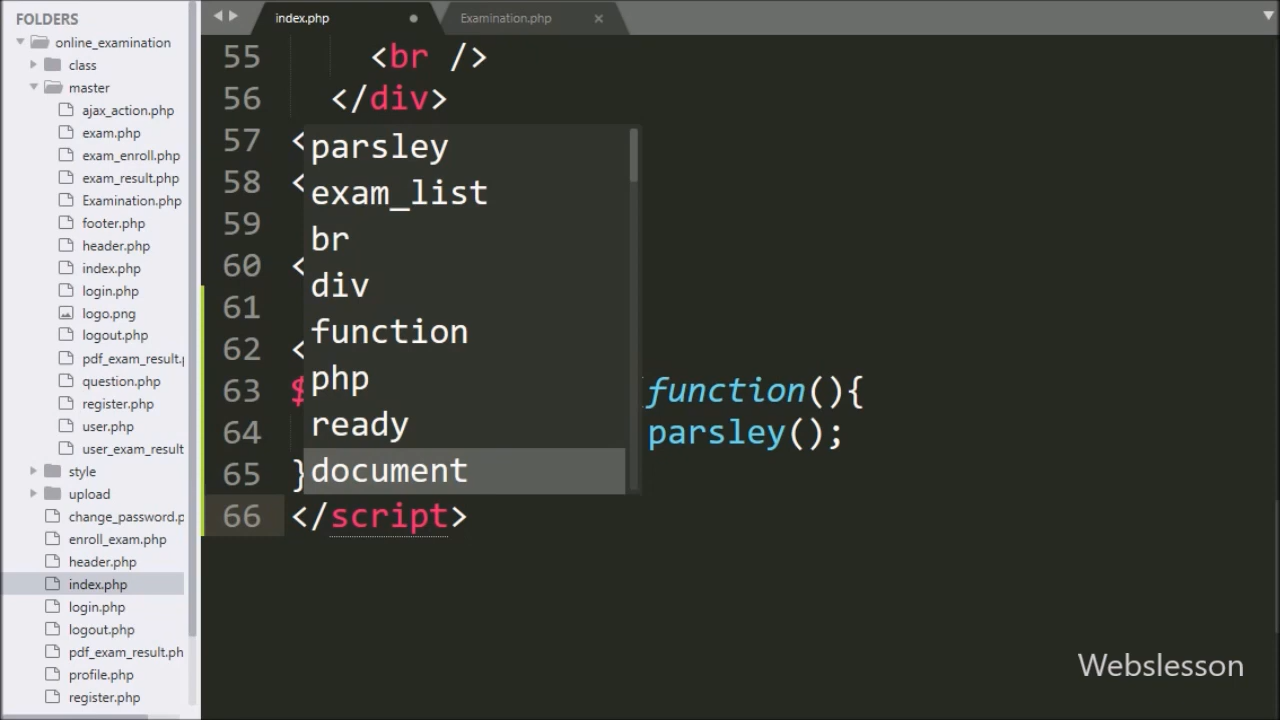 FOLDERS
online_examination
class
master
ajax_action.php
exam.php
exam_enroll.php
exam_result.php
Examination.php
footer.php
header.php
index.php
login.php
logo.png
logout.php
pdf_exam_result.p
question.php
register.php
user.php
user_exam_result
style
upload
change_password.p
enroll_exam.php
header.php
index.php
login.php
logout.php
pdf_exam_result.ph
profile.php
register.php
index.php
Examination.php
55 <br />
56 </div>
57 <
58 <
59
60 <
61
62 <
63 $ (function(){
64 parsley();
65 }
66 </script>
parsley
exam_list
br
div
function
php
ready
document
Webslesson